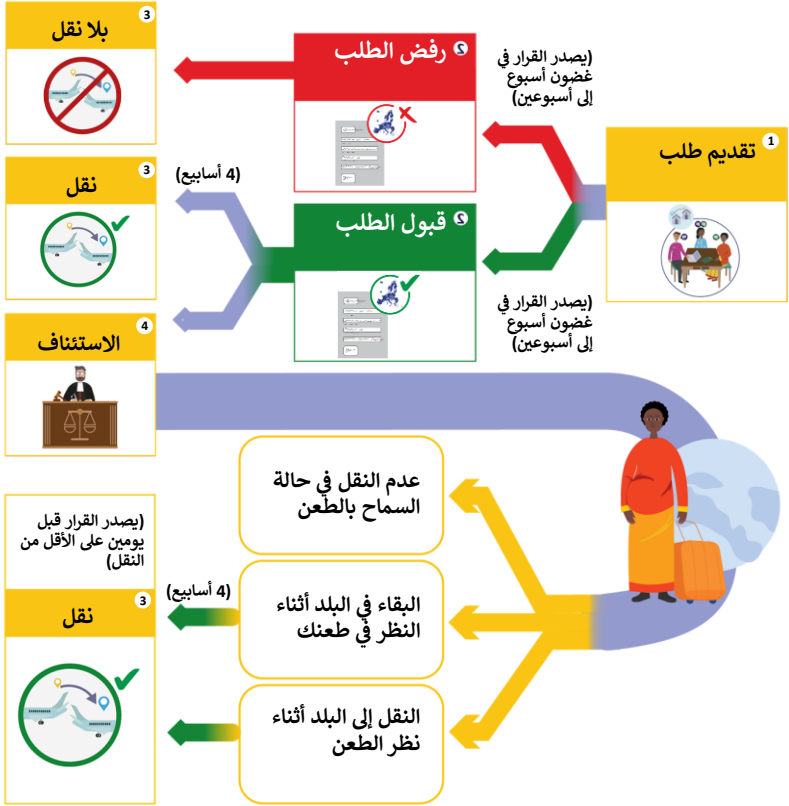 1 تقديم طلب
(يصدر القرار في
غضون أسبوع
إلى أسبوعين)
2 رفض الطلب
3
بلا نقل
2 قبول الطلب
(يصدر القرار في
غضون أسبوع
إلى أسبوعين)
(4 أسابيع)
3
نقل
4
الاستئناف
عدم النقل في حالة
السماح بالطعن
البقاء في البلد أثناء
النظر في طعنك
النقل إلى البلد أثناء
نظر الطعن
(4 أسابيع)
(يصدر القرار قبل
يومين على الأقل من
النقل)
3
نقل